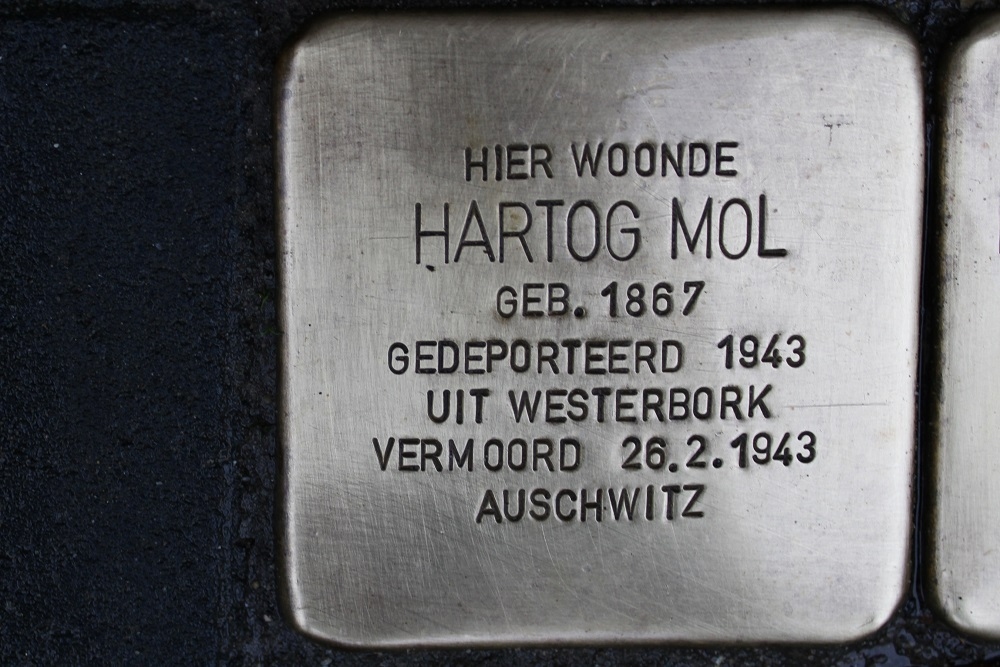 HIER WOONDE
HARTOG MOL
GEB. 1867
GEDEPORTEERD 1943
UIT WESTERBORK
VERMOORD 26.2.1943
AUSCHWITZ